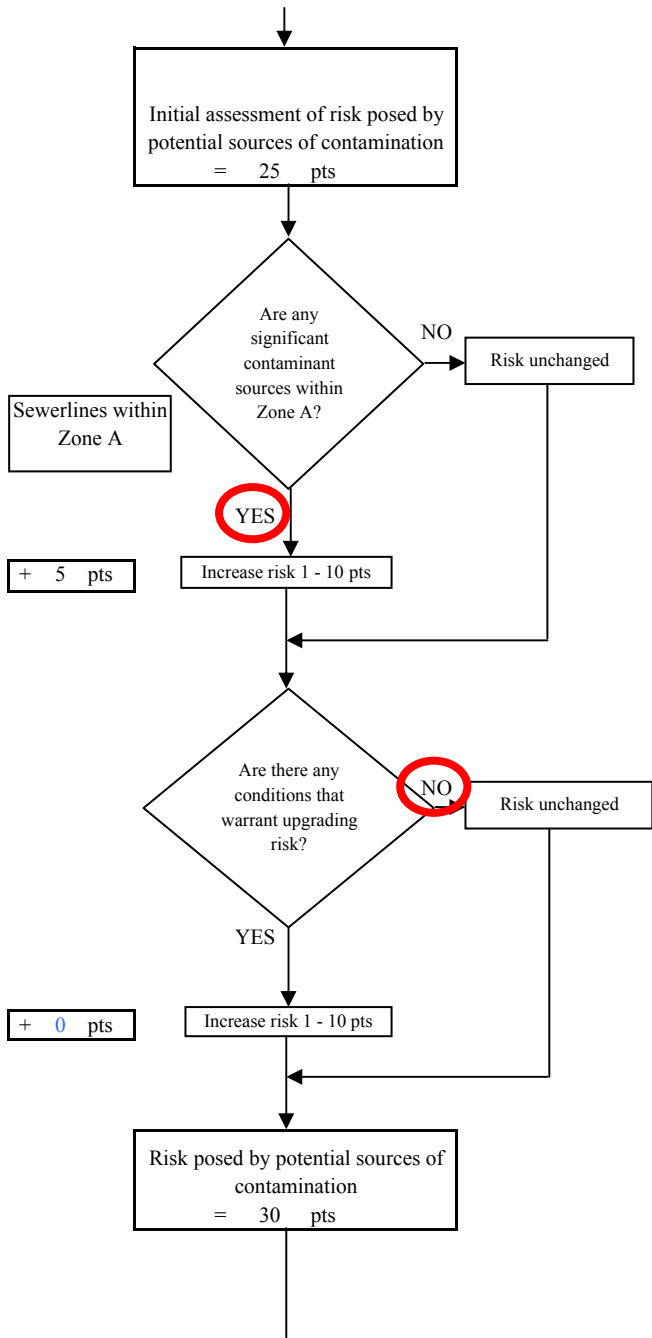 Initial assessment of risk posed by
potential sources of contamination
= 25 pts
Are any
significant
contaminant
sources within
Zone A?
NO
Risk unchanged
Sewerlines within
Zone A
YES
+ 5 pts
Increase risk 1 - 10 pts
Are there any
conditions that
warrant upgrading
risk?
NO
Risk unchanged
YES
+ 0 pts
Increase risk 1 - 10 pts
Risk posed by potential sources of
contamination
= 30 pts